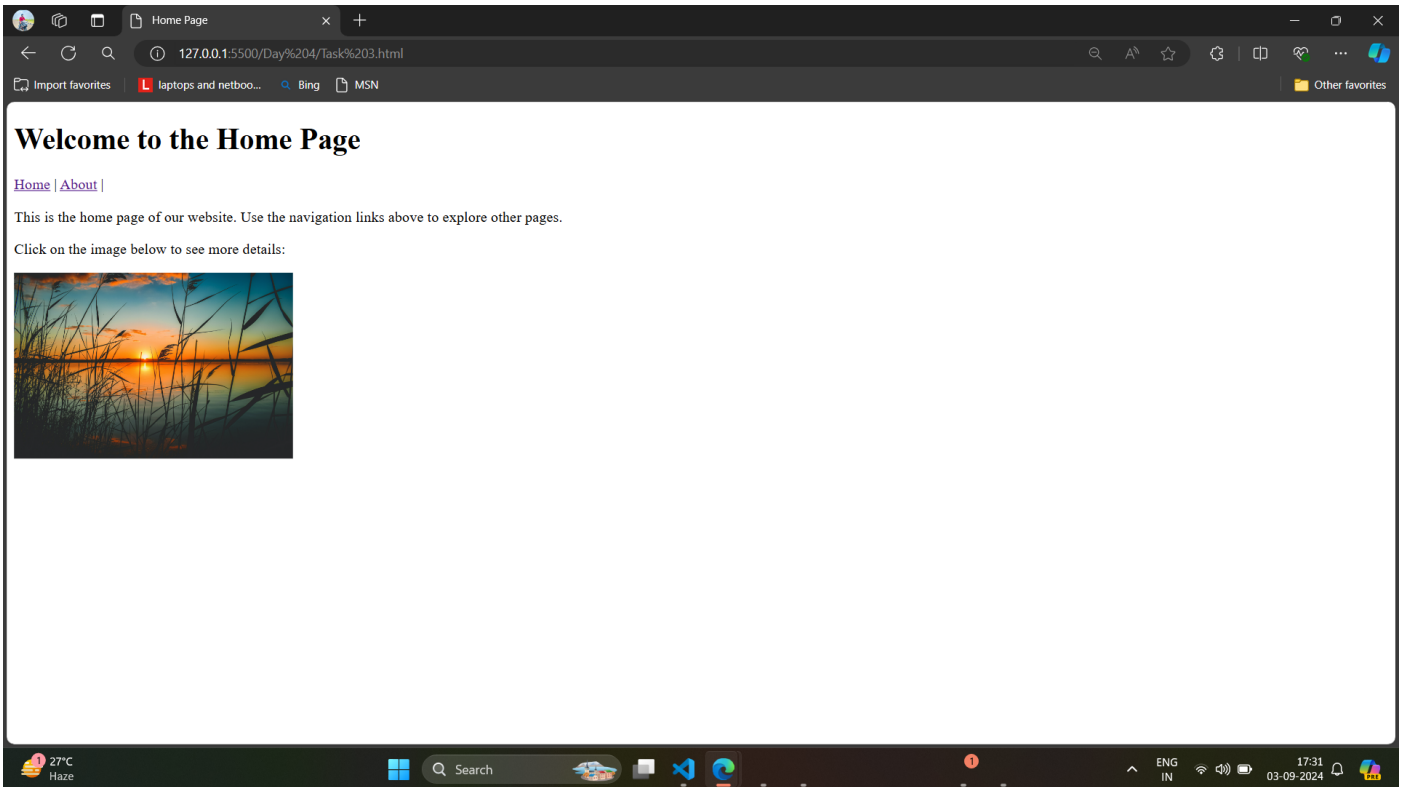 Home Page
127.0.0.1:5500/Day%204/Task%203.html
Import favorites
L laptops and netboo...
Bing
MSN
Other favorites
Welcome to the Home Page
Home | About |
This is the home page of our website. Use the navigation links above to explore other pages.
Click on the image below to see more details:
1
27°C
Haze
Search
1
ENG
IN
17:31
03-09-2024
PRE